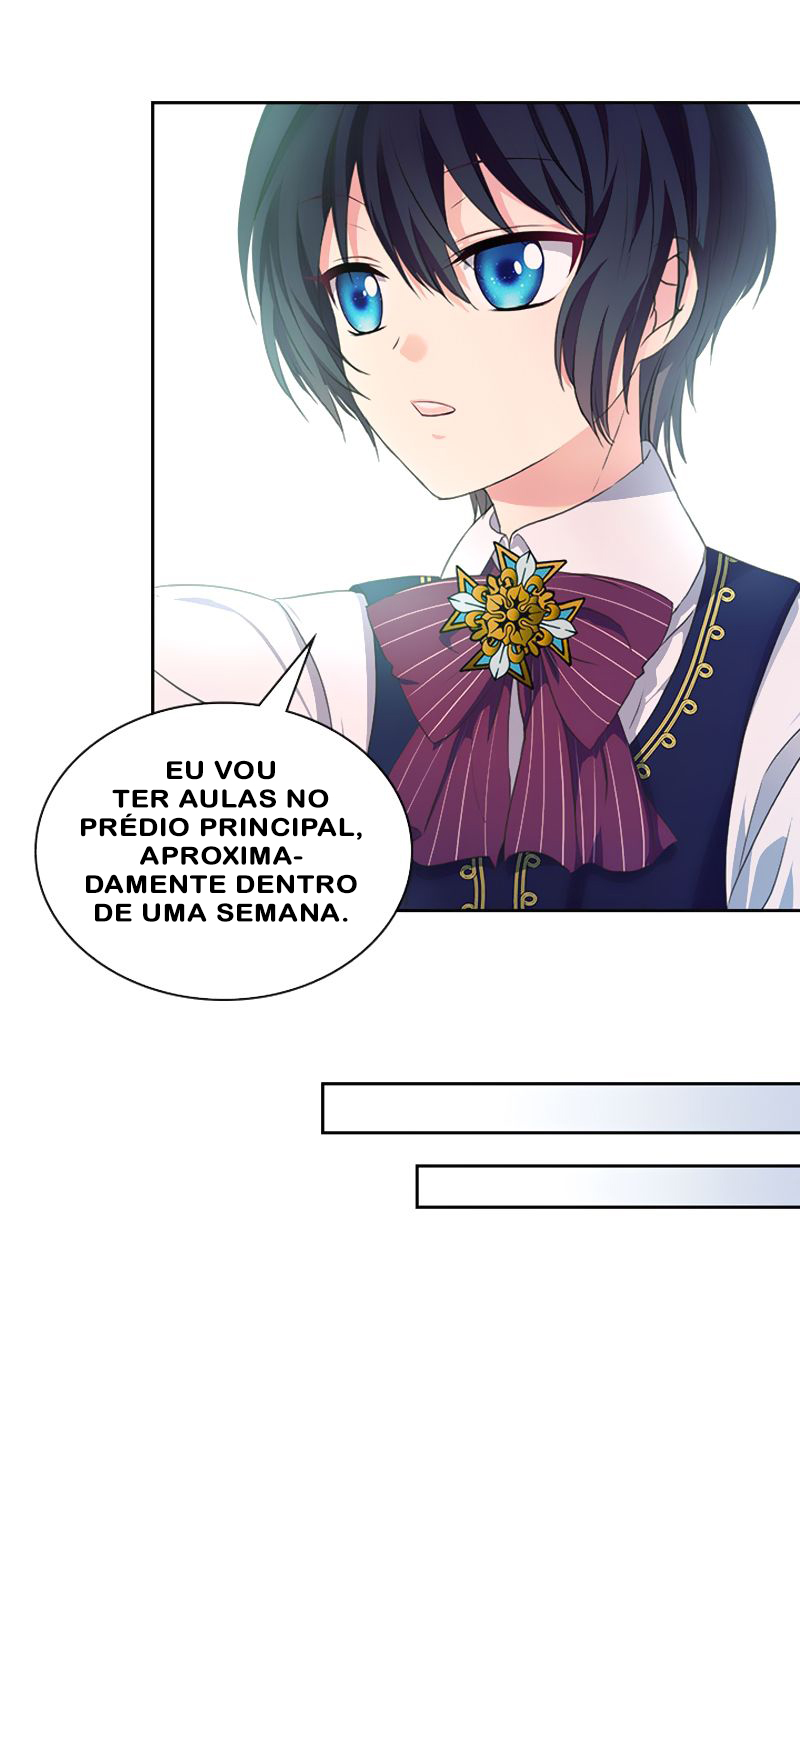 EU VOU
TER AULAS NO
PRÉDIO PRINCIPAL,
APROXIMA-
DAMENTE DENTRO
DE UMA SEMANA.